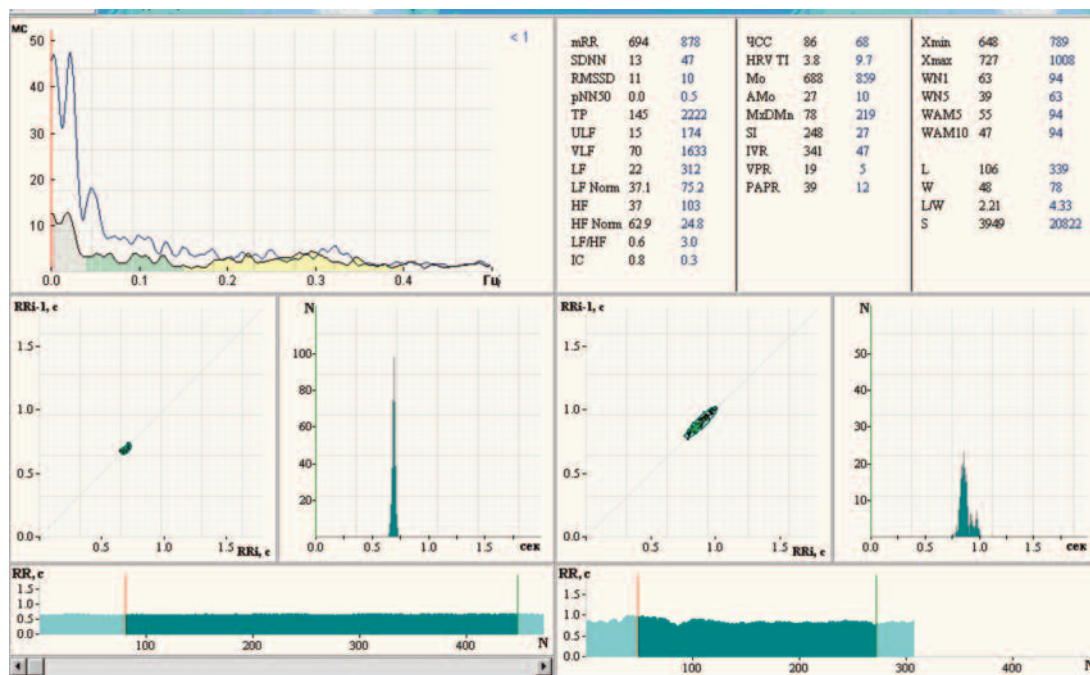 мс
50
40
30
20
10
0.0 0.1 0.2 0.3 0.4 Гц
< 1
mRR 694 878
SDNN 13 47
RMSSD 11 10
pNN50 0.0 0.5
TP 145 2222
ULF 15 174
VLF 70 1633
LF 22 312
LF Norm 37.1 75.2
HF 37 103
HF Norm 62.9 24.8
LF/HF 0.6 3.0
IC 0.8 0.3
ЧСС 86 68
HRV TI 3.8 9.7
Mo 688 859
AMo 27 10
MxDMn 78 219
SI 248 27
IVR 341 47
VPR 19 5
PAPR 39 12
Xmin 648 789
Xmax 727 1008
WN1 63 94
WN5 39 63
WAM5 55 94
WAM10 47 94
L 106 339
W 48 78
L/W 2.21 4.33
S 3949 20822
RRi-1, c
1.5
1.0
0.5
0.0
0.5 1.0 1.5
RRi, c
N
100
80
60
40
20
0.0 0.5 1.0 1.5 сек
RRi-1, c
1.5
1.0
0.5
0.0
0.5 1.0 1.5
RRi, c
N
50
40
30
20
10
0.0 0.5 1.0 1.5 сек
RR, c
1.5
1.0
0.5
0.0
100 200 300 400 N
RR, c
1.5
1.0
0.5
0.0
100 200 300 400 N